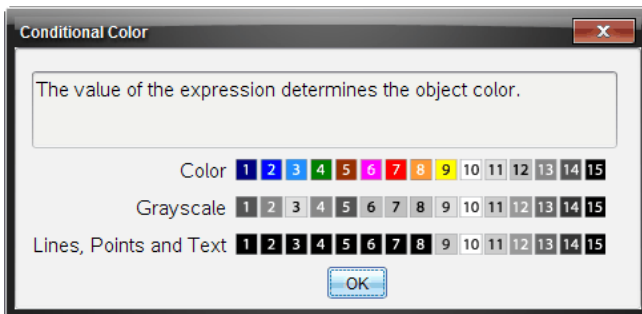 Conditional Color
X
The value of the expression determines the object color.
Color 1 2 3 4 5 6 7 8 9 10 11 12 13 14 15
Grayscale 1 2 3 4 5 6 7 8 9 10 11 12 13 14 15
Lines, Points and Text 1 2 3 4 5 6 7 8 9 10 11 12 13 14 15
OK